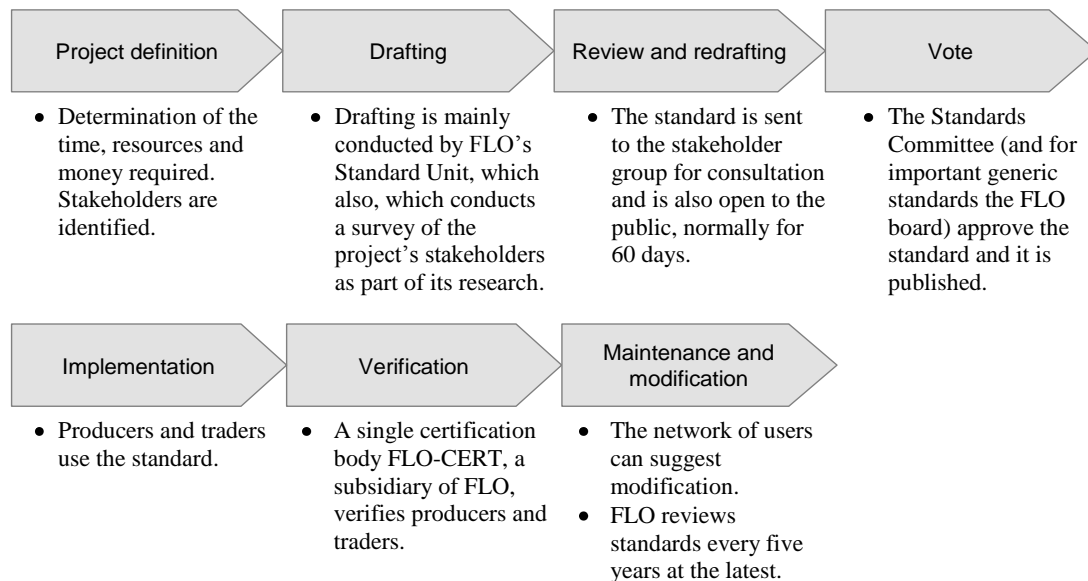 Project definition
Drafting
Review and redrafting
Vote
• Determination of the
time, resources and
money required.
Stakeholders are
identified.
• Drafting is mainly
conducted by FLO’s
Standard Unit, which
also, which conducts
a survey of the
project’s stakeholders
as part of its research.
• The standard is sent
to the stakeholder
group for consultation
and is also open to the
public, normally for
60 days.
• The Standards
Committee (and for
important generic
standards the FLO
board) approve the
standard and it is
published.
Implementation
Verification
Maintenance and
modification
• Producers and traders
use the standard.
• A single certification
body FLO-CERT, a
subsidiary of FLO,
verifies producers and
traders.
• The network of users
can suggest
modification.
• FLO reviews
standards every five
years at the latest.